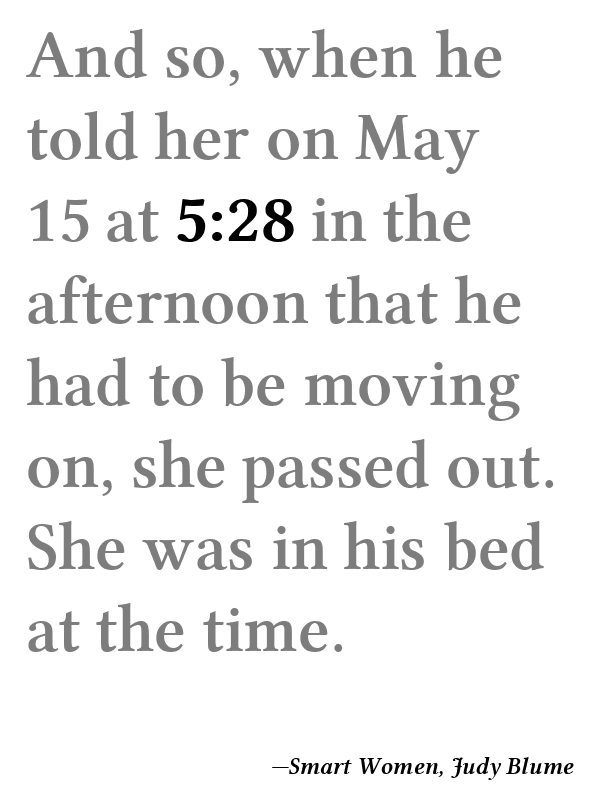 And so, when he
told her on May
15 at 5:28 in the
afternoon that he
had to be moving
on, she passed out.
She was in his bed
at the time.
—Smart Women, Judy Blume